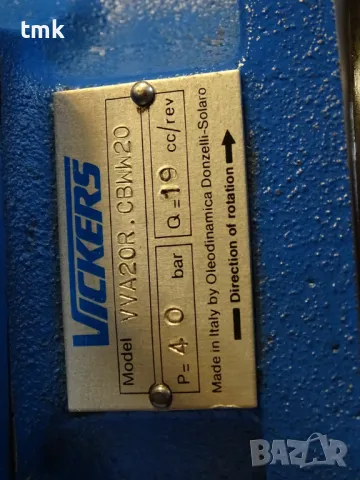 tmk
VICKERS
Model VVA20R.CBWW20
P= 40 bar Q=19 cc/rev
Made in Italy by Oleodinamica Donzelli-Solaro
Direction of rotation
BAZAR